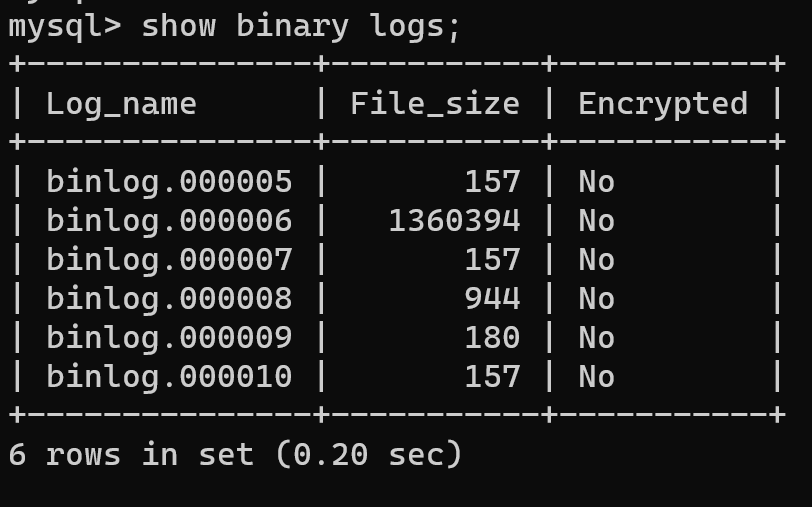 mysql> show binary logs;
+---------------+-----------+-----------+
| Log_name      | File_size | Encrypted |
+---------------+-----------+-----------+
| binlog.000005 |       157 | No        |
| binlog.000006 |   1360394 | No        |
| binlog.000007 |       157 | No        |
| binlog.000008 |       944 | No        |
| binlog.000009 |       180 | No        |
| binlog.000010 |       157 | No        |
+---------------+-----------+-----------+
6 rows in set (0.20 sec)